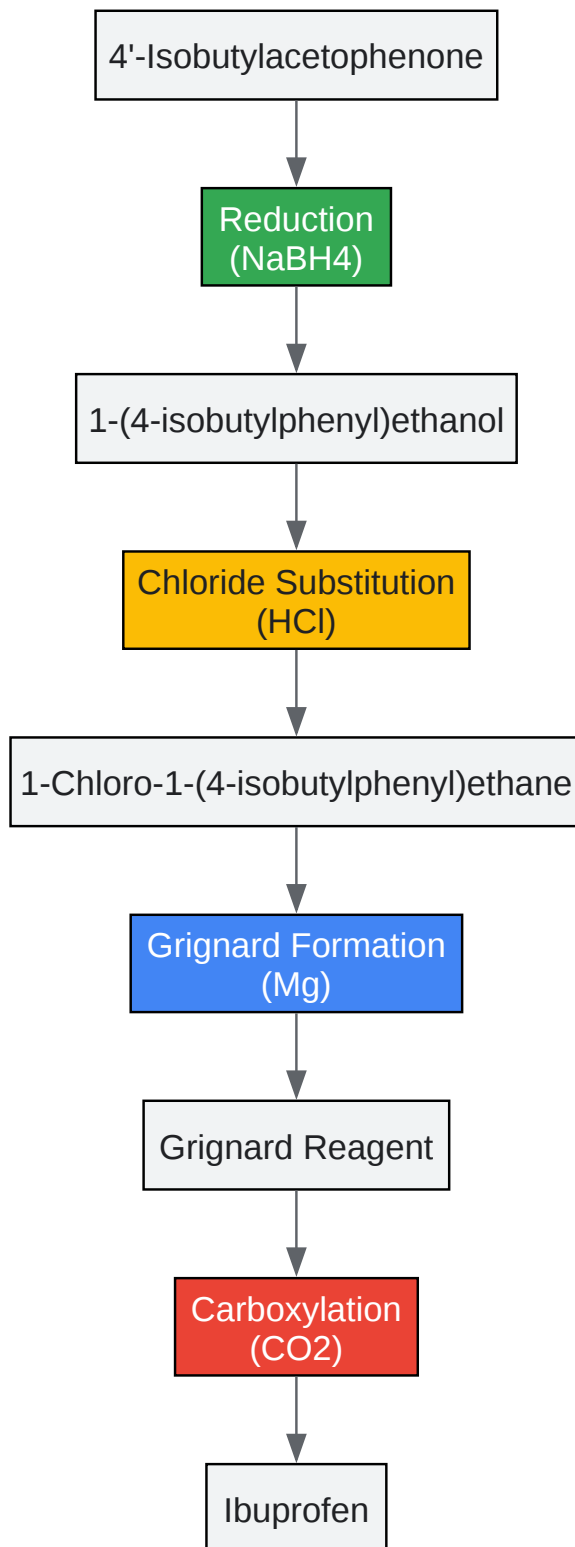 4'-Isobutylacetophenone
Reduction
(NaBH4)
1-(4-isobutylphenyl)ethanol
Chloride Substitution
(HCl)
1-Chloro-1-(4-isobutylphenyl)ethane
Grignard Formation
(Mg)
Grignard Reagent
Carboxylation
(CO2)
Ibuprofen